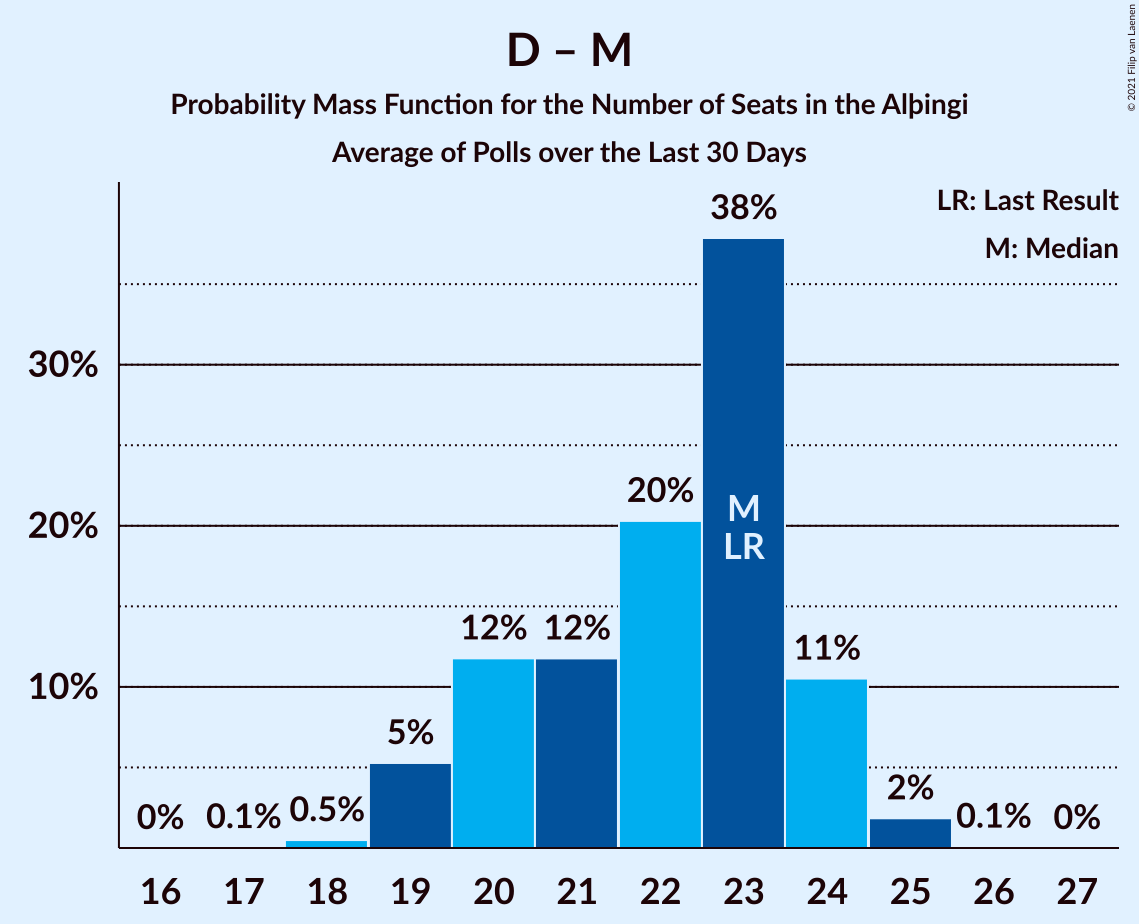 D – M
Probability Mass Function for the Number of Seats in the Alþingi
Average of Polls over the Last 30 Days
© 2021 Filip van Laenen
LR: Last Result
M: Median
30%
20%
10%
0%
0.1%
0.5%
5%
12%
12%
20%
38%
11%
2%
0.1%
0%
M
LR
16 17 18 19 20 21 22 23 24 25 26 27